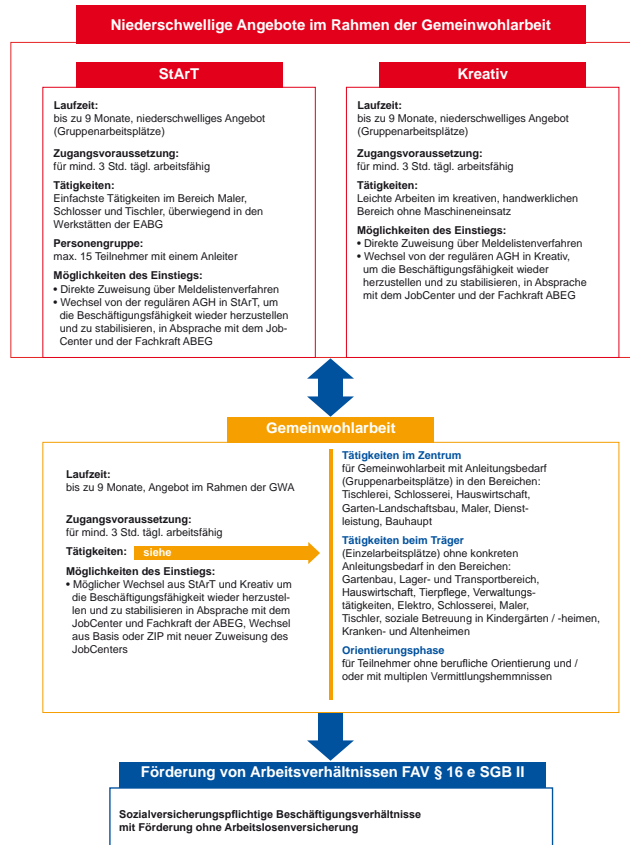 Niederschwellige Angebote im Rahmen der Gemeinwohlarbeit
StArT
Laufzeit:
bis zu 9 Monate, niederschwelliges Angebot
(Gruppenarbeitsplätze)
Zugangsvoraussetzung:
für mind. 3 Std. tägl. arbeitsfähig
Tätigkeiten:
Einfachste Tätigkeiten im Bereich Maler,
Schlosser und Tischler, überwiegend in den
Werkstätten der EABG
Personengruppe:
max. 15 Teilnehmer mit einem Anleiter
Möglichkeiten des Einstiegs:
• Direkte Zuweisung über Meldelistenverfahren
• Wechsel von der regulären AGH in StArT, um
die Beschäftigungsfähigkeit wieder herzustellen
und zu stabilisieren, in Absprache mit dem Job-
Center und der Fachkraft ABEG
Kreativ
Laufzeit:
bis zu 9 Monate, niederschwelliges Angebot
(Gruppenarbeitsplätze)
Zugangsvoraussetzung:
für mind. 3 Std. tägl. arbeitsfähig
Tätigkeiten:
Leichte Arbeiten im kreativen, handwerklichen
Bereich ohne Maschineneinsatz
Möglichkeiten des Einstiegs:
• Direkte Zuweisung über Meldelistenverfahren
• Wechsel von der regulären AGH in Kreativ,
um die Beschäftigungfähigkeit wieder
herzustellen und zu stabilisieren, in Absprache
mit dem JobCenter und der Fachkraft ABEG
Gemeinwohlarbeit
Laufzeit:
bis zu 9 Monate, Angebot im Rahmen der GWA
Zugangsvoraussetzung:
für mind. 3 Std. tägl. arbeitsfähig
Tätigkeiten: siehe
Möglichkeiten des Einstiegs:
• Möglicher Wechsel aus StArT und Kreativ um
die Beschäftigungsfähigkeit wieder herzustel-
len und zu stabilisieren in Absprache mit dem
JobCenter und Fachkraft der ABEG, Wechsel
aus Basis oder ZIP mit neuer Zuweisung des
JobCenters
Tätigkeiten im Zentrum
für Gemeinwohlarbeit mit Anleitungsbedarf
(Gruppenarbeitsplätze) in den Bereichen:
Tischlerei, Schlosserei, Hauswirtschaft,
Garten-Landschaftsbau, Maler, Dienst-
leistung, Bauhaupt
Tätigkeiten beim Träger
(Einzelarbeitsplätze) ohne konkreten
Anleitungsbedarf in den Bereichen:
Gartenbau, Lager- und Transportbereich,
Hauswirtschaft, Tierpflege, Verwaltungs-
tätigkeiten, Elektro, Schlosserei, Maler,
Tischler, soziale Betreuung in Kindergärten / -heimen,
Kranken- und Altenheimen
Orientierungsphase
für Teilnehmer ohne berufliche Orientierung und /
oder mit multiplen Vermittlungshemmnissen
Förderung von Arbeitsverhältnissen FAV § 16 e SGB II
Sozialversicherungspflichtige Beschäftigungsverhältnisse
mit Förderung ohne Arbeitslosenversicherung